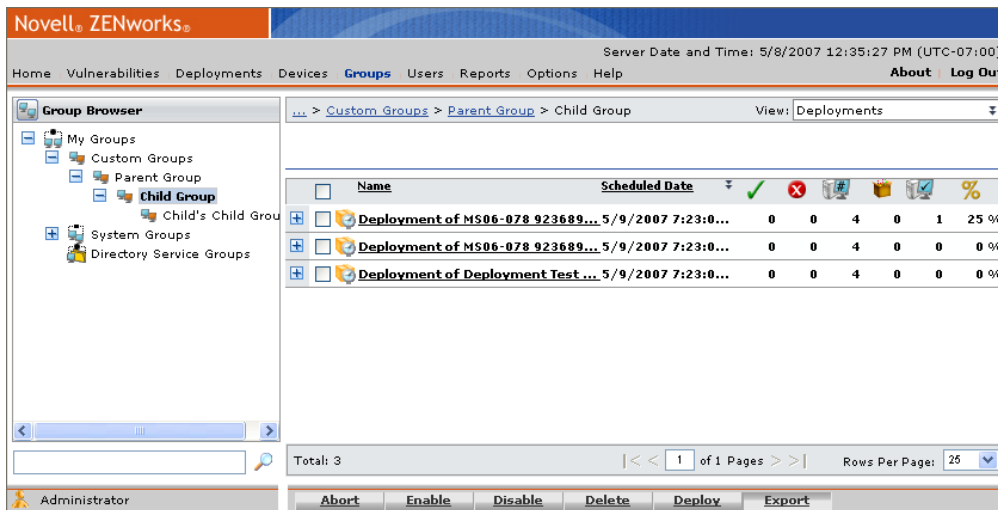 Novell® ZENworks®
Server Date and Time: 5/8/2007 12:35:27 PM (UTC-07:00)
Home Vulnerabilities Deployments Devices Groups Users Reports Options Help About Log Out
Group Browser
... > Custom Groups > Parent Group > Child Group View: Deployments
My Groups
Custom Groups
Parent Group
Child Group
Child's Child Grou
System Groups
Directory Service Groups
Name Scheduled Date # %
Deployment of MS06-078 923689... 5/9/2007 7:23:0... 0 0 4 0 1 25 %
Deployment of MS06-078 923689... 5/9/2007 7:23:0... 0 0 4 0 0 0 %
Deployment of Deployment Test ... 5/9/2007 7:23:0... 0 0 4 0 0 0 %
Total: 3 |< < 1 of 1 Pages > >| Rows Per Page: 25
Administrator
Abort Enable Disable Delete Deploy Export